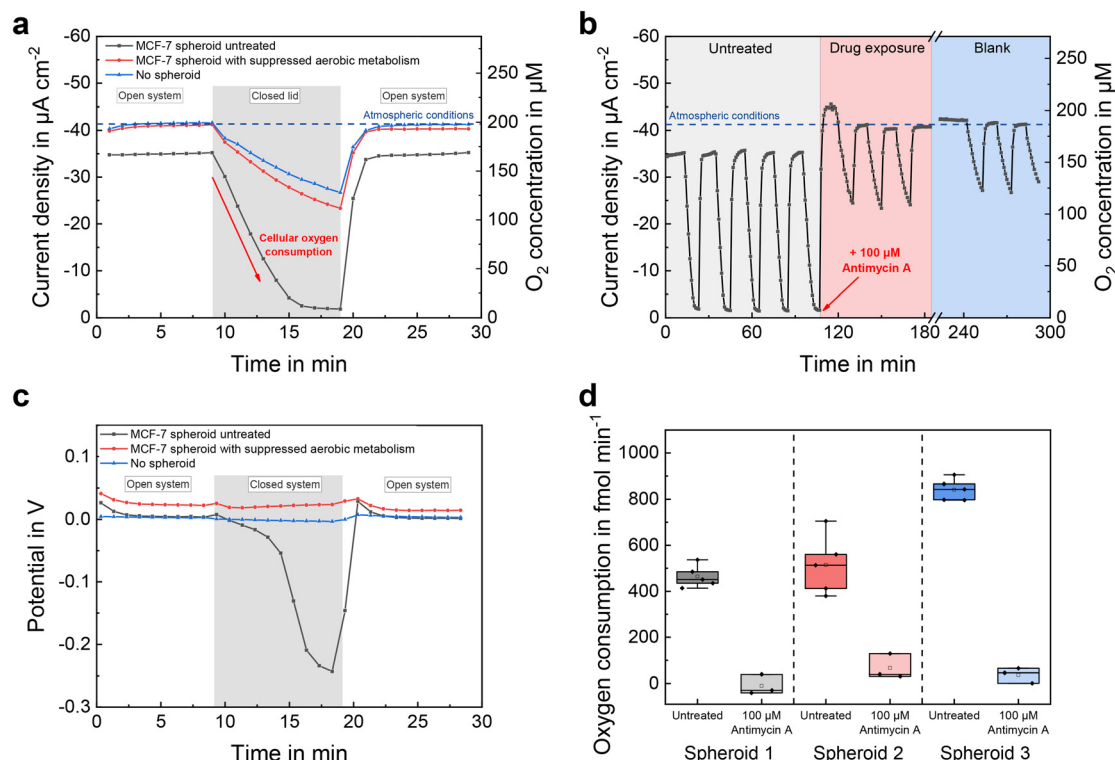 a
Current density in µA cm⁻²
-60
-50
-40
-30
-20
-10
0
MCF-7 spheroid untreated
MCF-7 spheroid with suppressed aerobic metabolism
No spheroid
Open system
Closed lid
Open system
Atmospheric conditions
Cellular oxygen
consumption
250
200
150
100
50
0
O₂ concentration in µM
0 5 10 15 20 25 30
Time in min
b
Current density in µA cm⁻²
-60
-50
-40
-30
-20
-10
0
Untreated
Drug exposure
Blank
Atmospheric conditions
+ 100 µM
Antimycin A
250
200
150
100
50
0
O₂ concentration in µM
0 60 120 180 240 300
Time in min
c
Potential in V
0.1
0.0
-0.1
-0.2
-0.3
MCF-7 spheroid untreated
MCF-7 spheroid with suppressed aerobic metabolism
No spheroid
Open system
Closed system
Open system
0 5 10 15 20 25 30
Time in min
d
Oxygen consumption in fmol min⁻¹
1000
800
600
400
200
0
Untreated
100 µM
Antimycin A
Untreated
100 µM
Antimycin A
Untreated
100 µM
Antimycin A
Spheroid 1
Spheroid 2
Spheroid 3